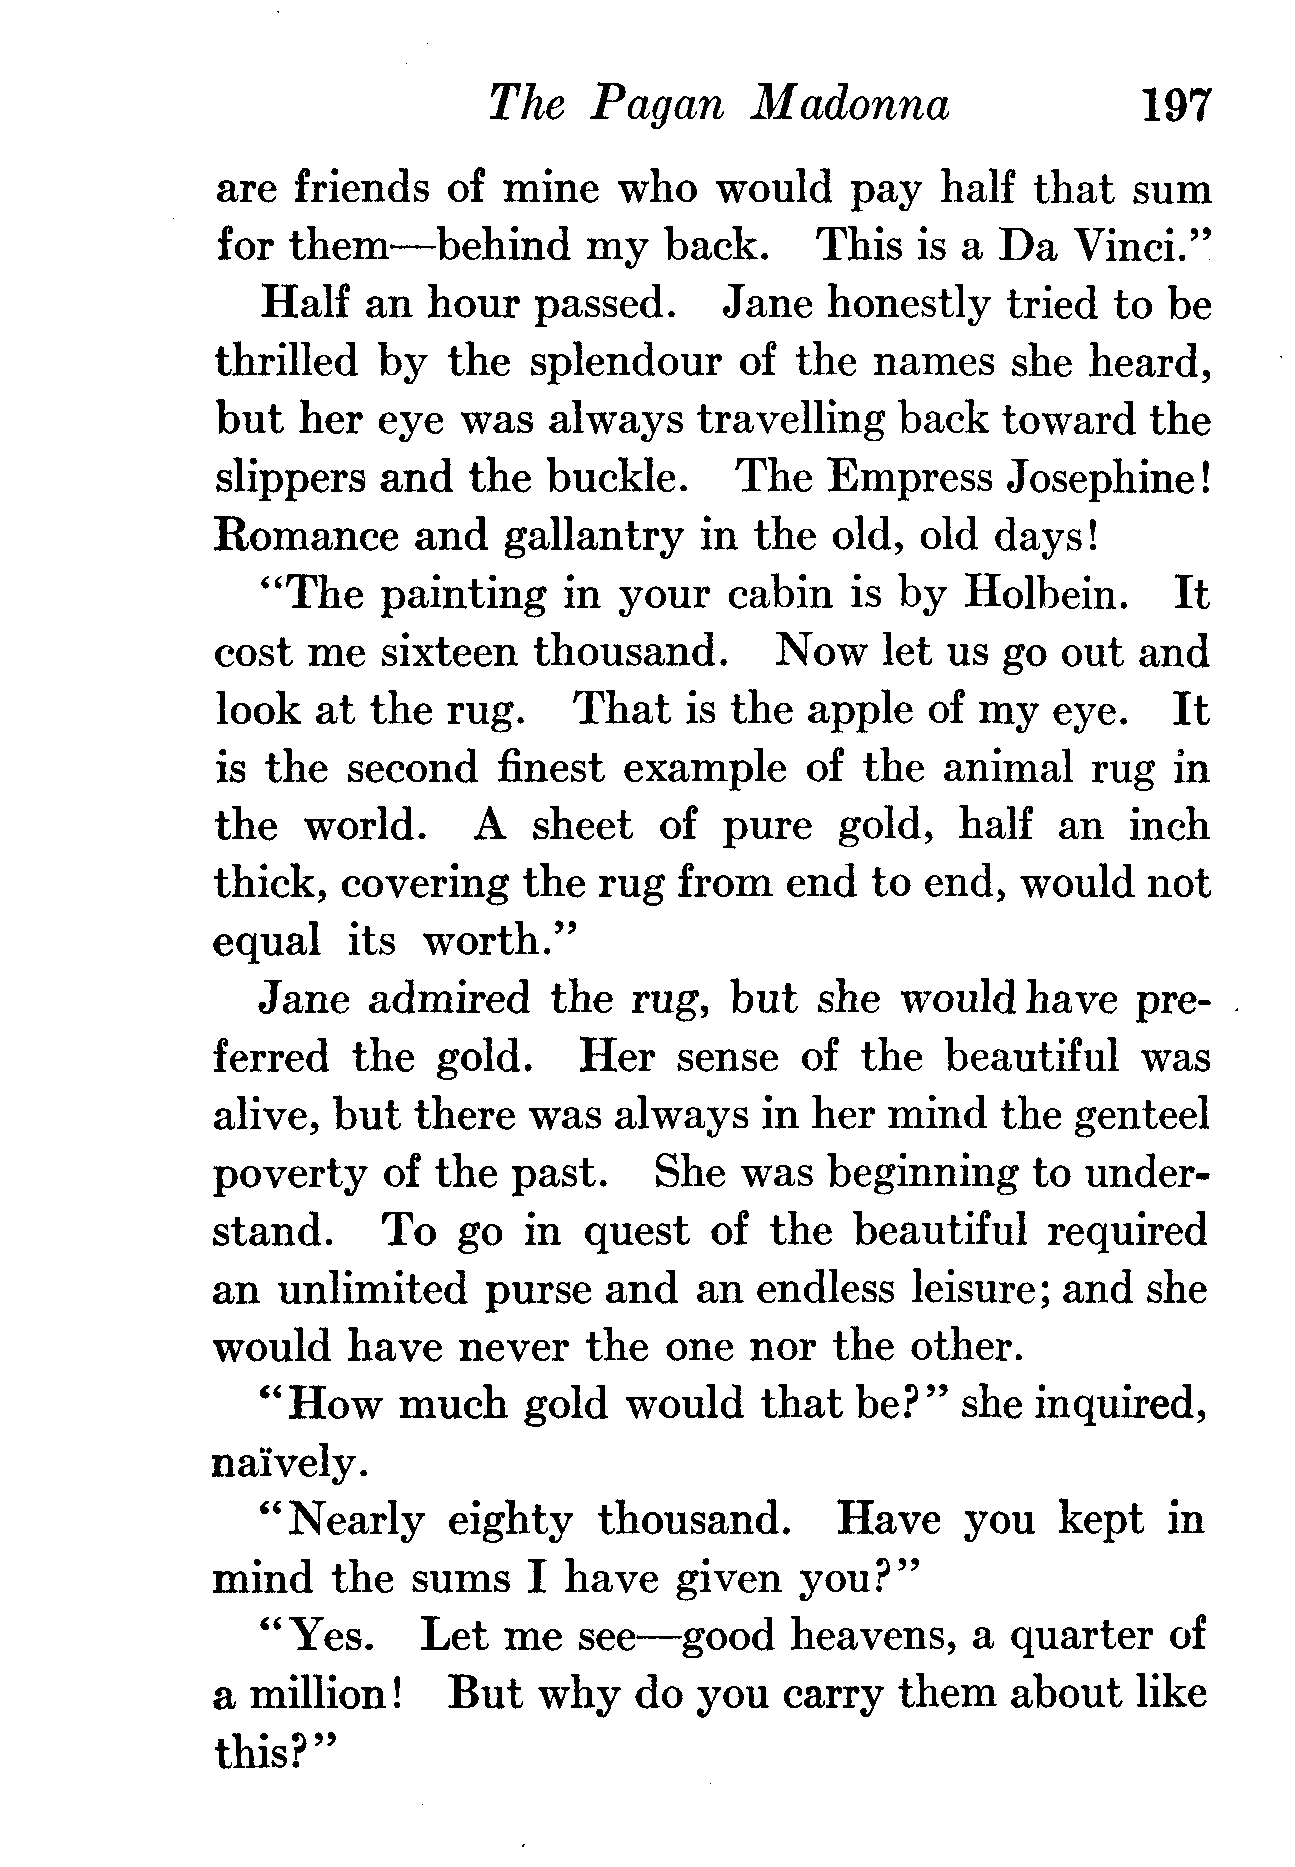 The Pagan Madonna 197
are friends of mine who would pay half that sum
for them—behind my back. This is a Da Vinci."
Half an hour passed. Jane honestly tried to be
thrilled by the splendour of the names she heard,
but her eye was always travelling back toward the
slippers and the buckle. The Empress Josephine!
Romance and gallantry in the old, old days!
"The painting in your cabin is by Holbein. It
cost me sixteen thousand. Now let us go out and
look at the rug. That is the apple of my eye. It
is the second finest example of the animal rug in
the world. A sheet of pure gold, half an inch
thick, covering the rug from end to end, would not
equal its worth."
Jane admired the rug, but she would have pre-
ferred the gold. Her sense of the beautiful was
alive, but there was always in her mind the genteel
poverty of the past. She was beginning to under-
stand. To go in quest of the beautiful required
an unlimited purse and an endless leisure; and she
would have never the one nor the other.
"How much gold would that be?" she inquired,
naïvely.
"Nearly eighty thousand. Have you kept in
mind the sums I have given you?"
"Yes. Let me see—good heavens, a quarter of
a million! But why do you carry them about like
this?"